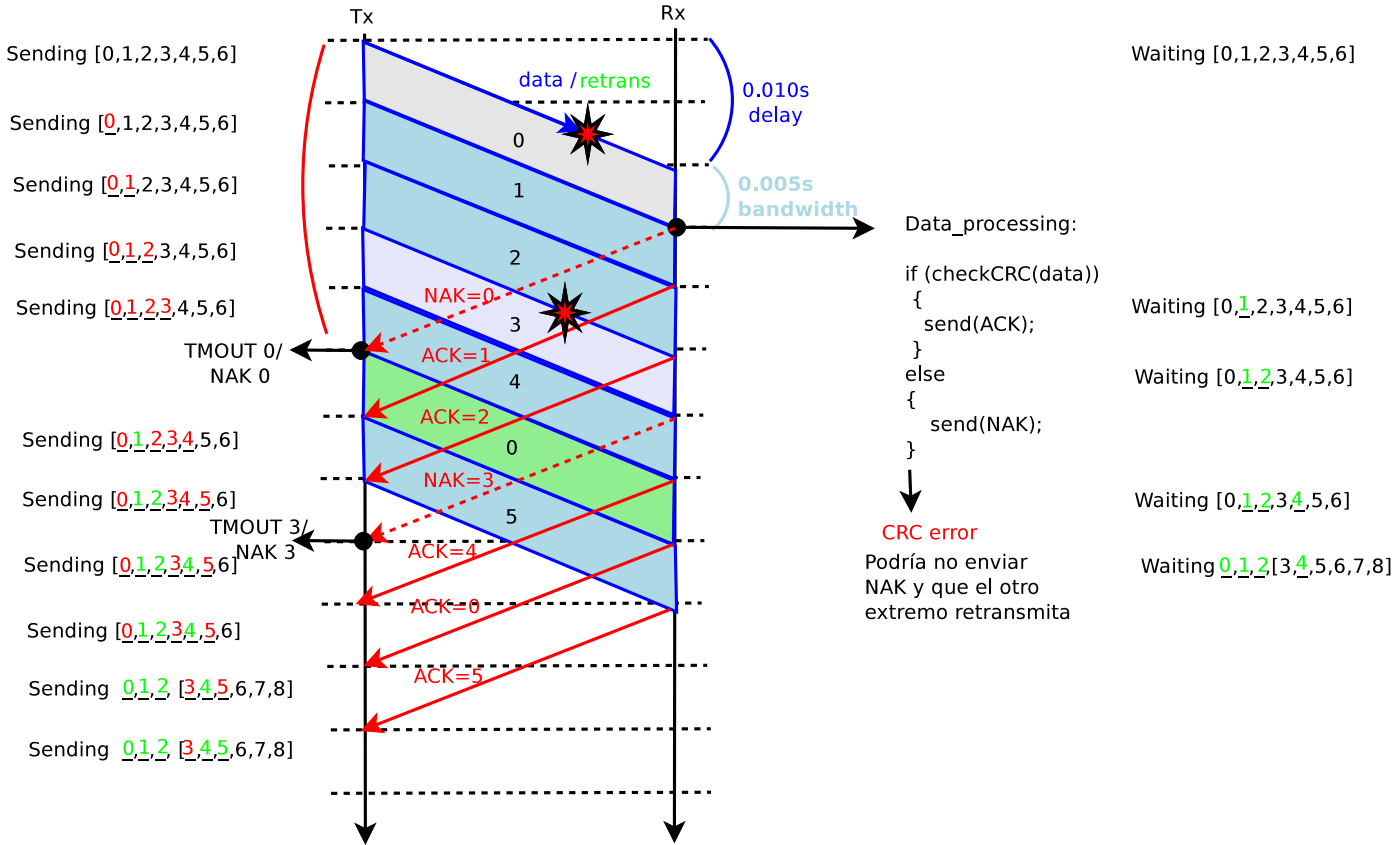 Tx
Rx
Sending [0,1,2,3,4,5,6]
Waiting [0,1,2,3,4,5,6]
data / retrans
0.010s
delay
Sending [0,1,2,3,4,5,6]
0
Sending [0,1,2,3,4,5,6]
1
0.005s
bandwidth
Data_processing:
Sending [0,1,2,3,4,5,6]
2
if (checkCRC(data))
{
send(ACK);
}
else
{
send(NAK);
}
NAK=0
Sending [0,1,2,3,4,5,6]
3
Waiting [0,1,2,3,4,5,6]
TMOUT 0/
NAK 0
ACK=1
4
Waiting [0,1,2,3,4,5,6]
ACK=2
Sending [0,1,2,3,4,5,6]
0
NAK=3
Sending [0,1,2,3,4,5,6]
Waiting [0,1,2,3,4,5,6]
5
TMOUT 3/
NAK 3
CRC error
Podría no enviar
NAK y que el otro
extremo retransmita
ACK=4
Sending [0,1,2,3,4,5,6]
Waiting 0,1,2,[3,4,5,6,7,8]
ACK=0
Sending [0,1,2,3,4,5,6]
ACK=5
Sending 0,1,2, [3,4,5,6,7,8]
Sending 0,1,2, [3,4,5,6,7,8]